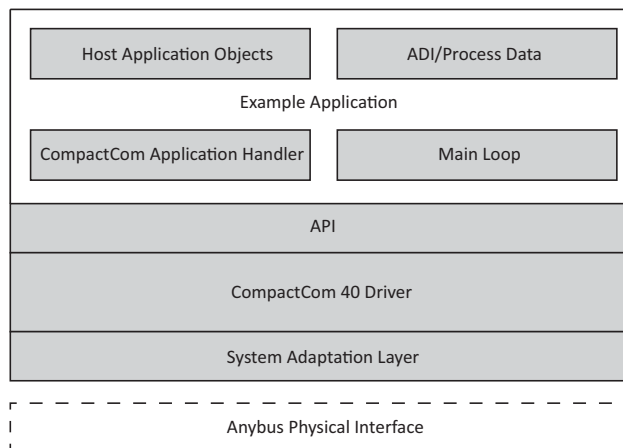 Host Application Objects
ADI/Process Data
Example Application
CompactCom Application Handler
Main Loop
API
CompactCom 40 Driver
System Adaptation Layer
Anybus Physical Interface